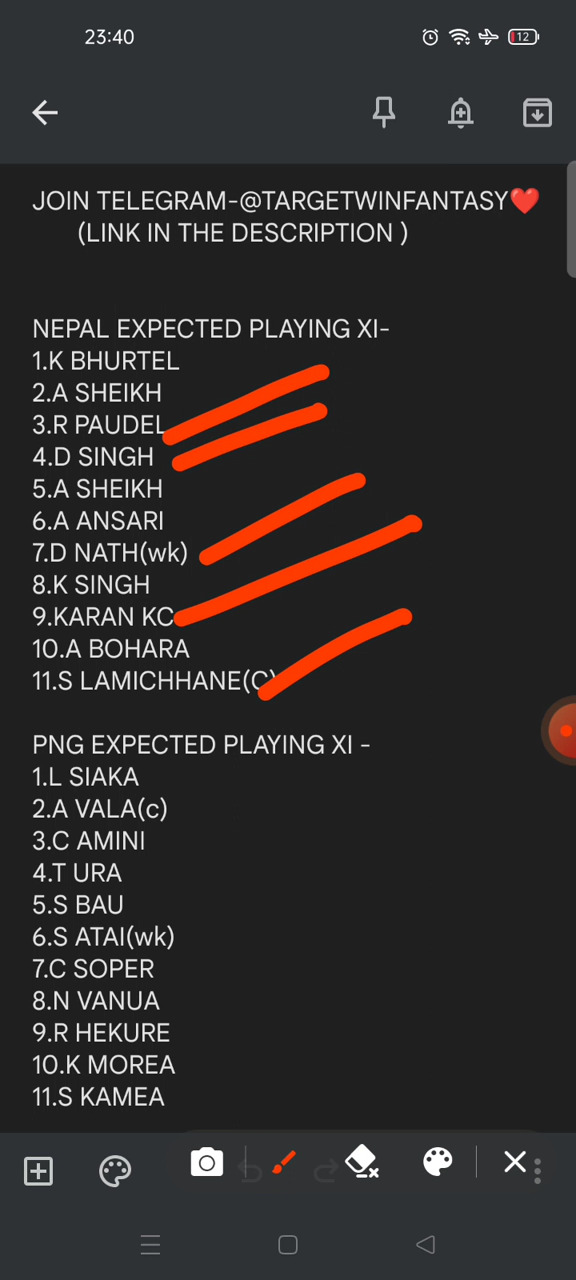 23:40
12
JOIN TELEGRAM-@TARGETWINFANTASY❤️
(LINK IN THE DESCRIPTION )
NEPAL EXPECTED PLAYING XI-
1.K BHURTEL
2.A SHEIKH
3.R PAUDEL
4.D SINGH
5.A SHEIKH
6.A ANSARI
7.D NATH(wk)
8.K SINGH
9.KARAN KC
10.A BOHARA
11.S LAMICHHANE(C)
PNG EXPECTED PLAYING XI -
1.L SIAKA
2.A VALA(c)
3.C AMINI
4.T URA
5.S BAU
6.S ATAI(wk)
7.C SOPER
8.N VANUA
9.R HEKURE
10.K MOREA
11.S KAMEA